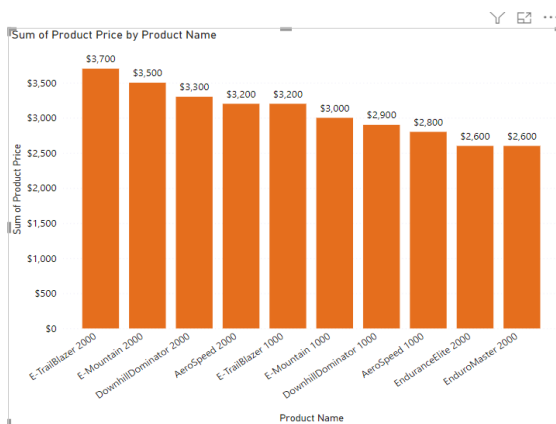 Sum of Product Price by Product Name
$3,700
$3,500
$3,300
$3,200
$3,200
$3,000
$2,900
$2,800
$2,600
$2,600
Sum of Product Price
$3,500
$3,000
$2,500
$2,000
$1,500
$1,000
$500
$0
E-TrailBlazer 2000
E-Mountain 2000
DownhillDominator 2000
AeroSpeed 2000
E-TrailBlazer 1000
E-Mountain 1000
DownhillDominator 1000
AeroSpeed 1000
EnduranceElite 2000
EnduroMaster 2000
Product Name